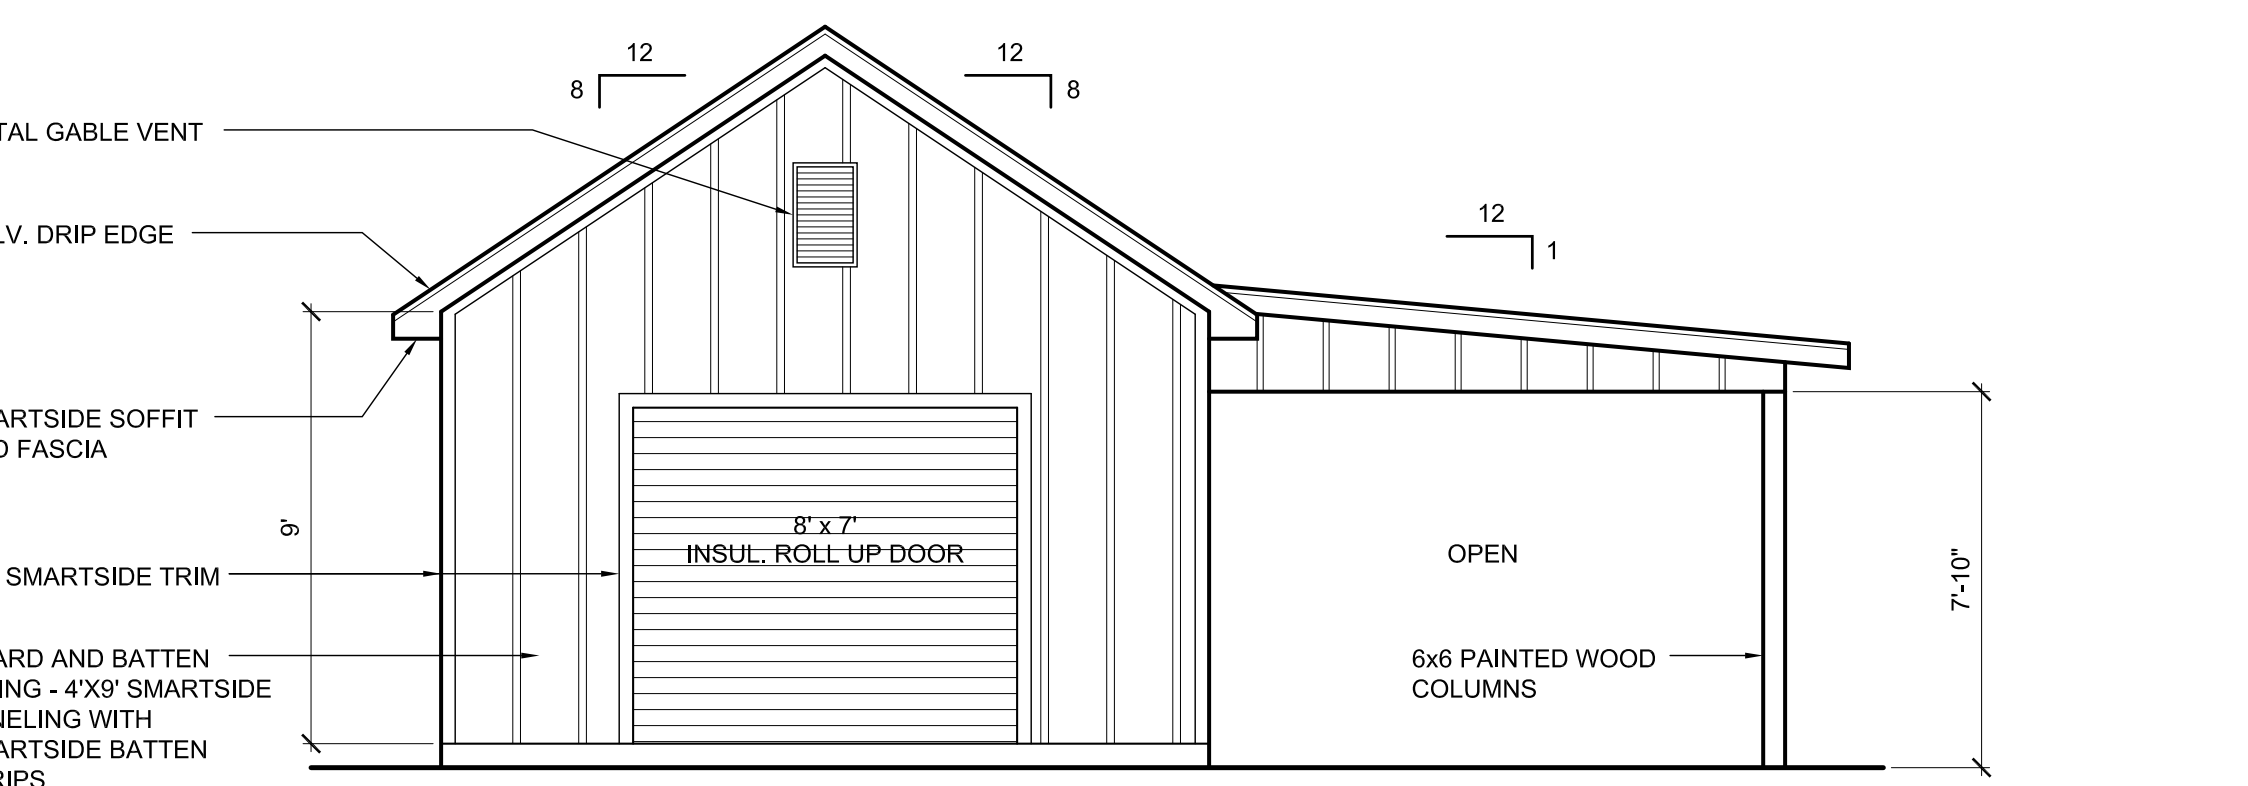 12
8
12
8
TAL GABLE VENT
12
1
LV. DRIP EDGE
ARTSIDE SOFFIT
D FASCIA
9'
8' x 7'
INSUL. ROLL UP DOOR
OPEN
7'-10"
SMARTSIDE TRIM
6x6 PAINTED WOOD
COLUMNS
ARD AND BATTEN
ING - 4'X9' SMARTSIDE
NELING WITH
ARTSIDE BATTEN
RIPS